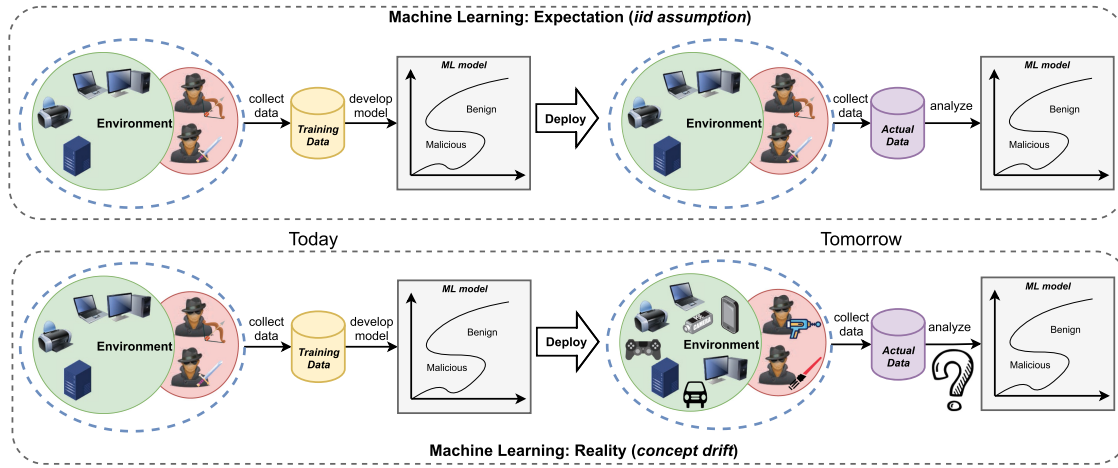 Machine Learning: Expectation (iid assumption)
Environment
collect
data
Training
Data
develop
model
ML model
Benign
Malicious
Deploy
Environment
collect
data
Actual
Data
analyze
ML model
Benign
Malicious
Today
Tomorrow
Environment
collect
data
Training
Data
develop
model
ML model
Benign
Malicious
Deploy
Environment
collect
data
Actual
Data
analyze
?
ML model
Benign
Malicious
Machine Learning: Reality (concept drift)